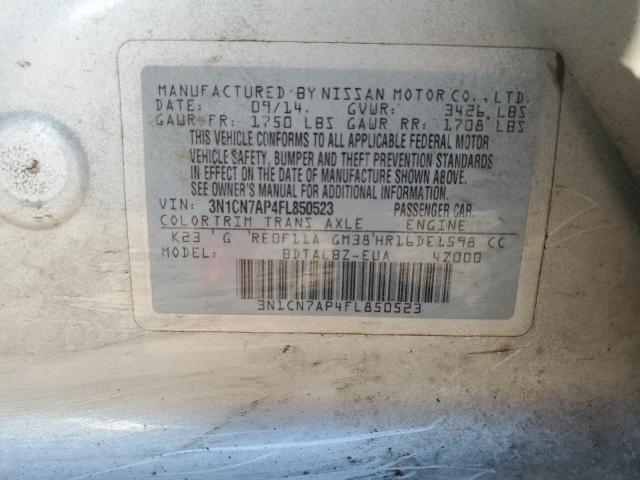 MANUFACTURED BY NISSAN MOTOR CO., LTD.
DATE: 09/14. GVWR: 3426 LBS
GAWR FR: 1750 LBS GAWR RR: 1708 LBS
THIS VEHICLE CONFORMS TO ALL APPLICABLE FEDERAL MOTOR
VEHICLE SAFETY, BUMPER AND THEFT PREVENTION STANDARDS
IN EFFECT ON THE DATE OF MANUFACTURE SHOWN ABOVE.
SEE OWNER'S MANUAL FOR ADDITIONAL INFORMATION.
VIN: 3N1CN7AP4FL850523 PASSENGER CAR
COLOR TRIM TRANS AXLE ENGINE
K23 G RE0F11A GM38 HR16DE1598 CC
MODEL: BDTALBZ-EUA 4Z000
3N1CN7AP4FL850523